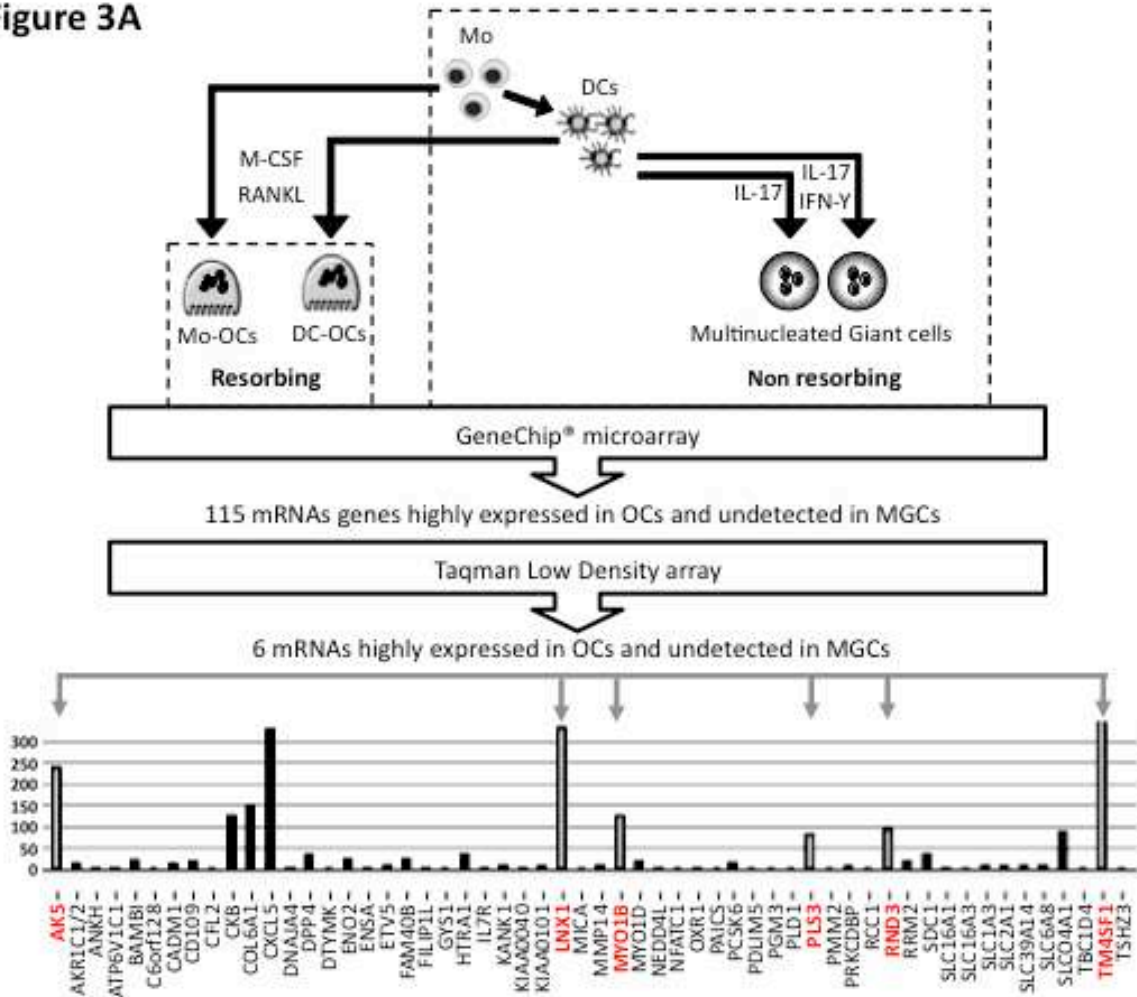 igure 3A
Mo
DCs
M-CSF
RANKL
IL-17
IL-17
IFN-Y
Mo-OCs
DC-OCs
Multinucleated Giant cells
Resorbing
Non resorbing
GeneChip® microarray
115 mRNAs genes highly expressed in OCs and undetected in MGCs
Taqman Low Density array
6 mRNAs highly expressed in OCs and undetected in MGCs
300
250
200
150
100
50
0
AK5
AKR1C1/2
ANKH
ATP6V1C1
BAMBI
C6orf128
CADM1
CD109
CFL2
CKB
COL6A1
CXCL5
DNAJA4
DPP4
DTYMK
ENO2
ENSA
ETV5
FAM40B
FILIP1L
GYS1
HTRA1
IL7R
KANK1
KIAA0040
KIAA0101
LNX1
MICA
MMP14
MYO1B
MYO1D
NEDD4L
NFATC1
OXR1
PAICS
PCSK6
PDLIM5
PGM3
PLD1
PLS3
PMM2
PRKCDBP
RCC1
RND3
RRM2
SDC1
SLC16A1
SLC16A3
SLC1A3
SLC2A1
SLC39A14
SLC6A8
SLCO4A1
TBC1D4
TM4SF1
TSHZ3